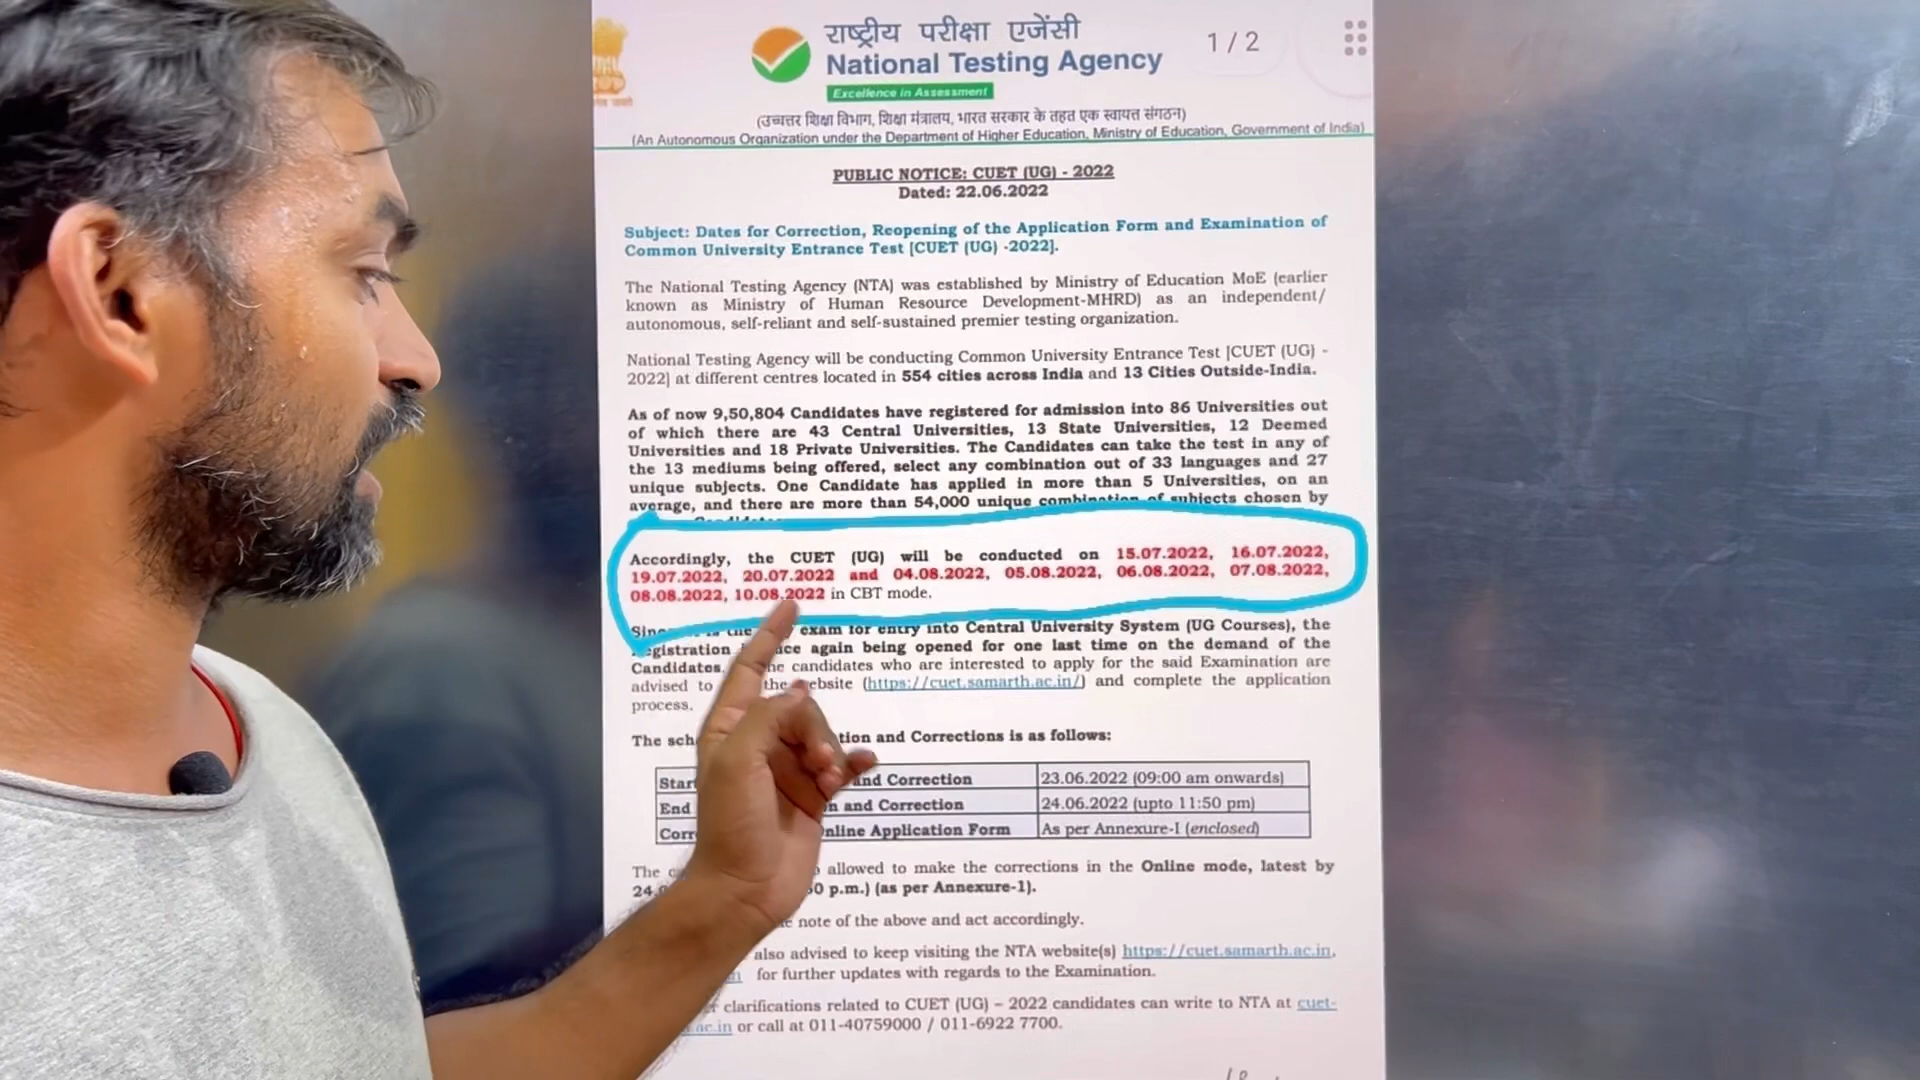 राष्ट्रीय परीक्षा एजेंसी
1 / 2
National Testing Agency
Excellence in Assessment
(उच्चतर शिक्षा विभाग, शिक्षा मंत्रालय, भारत सरकार के तहत एक स्वायत्त संगठन)
(An Autonomous Organization under the Department of Higher Education, Ministry of Education, Government of India)
PUBLIC NOTICE: CUET (UG) - 2022
Dated: 22.06.2022
Subject: Dates for Correction, Reopening of the Application Form and Examination of
Common University Entrance Test [CUET (UG) -2022].
The National Testing Agency (NTA) was established by Ministry of Education MoE (earlier
known as Ministry of Human Resource Development-MHRD) as an independent/
autonomous, self-reliant and self-sustained premier testing organization.
National Testing Agency will be conducting Common University Entrance Test [CUET (UG) -
2022] at different centres located in 554 cities across India and 13 Cities Outside-India.
As of now 9,50,804 Candidates have registered for admission into 86 Universities out
of which there are 43 Central Universities, 13 State Universities, 12 Deemed
Universities and 18 Private Universities. The Candidates can take the test in any of
the 13 mediums being offered, select any combination out of 33 languages and 27
unique subjects. One Candidate has applied in more than 5 Universities, on an
average, and there are more than 54,000 unique combination of subjects chosen by
Accordingly, the CUET (UG) will be conducted on 15.07.2022, 16.07.2022,
19.07.2022, 20.07.2022 and 04.08.2022, 05.08.2022, 06.08.2022, 07.08.2022,
08.08.2022, 10.08.2022 in CBT mode.
the exam for entry into Central University System (UG Courses), the
again being opened for one last time on the demand of the
Candidates. candidates who are interested to apply for the said Examination are
advised to the website (https://cuet.samarth.ac.in/) and complete the application
process.
The and Corrections is as follows:
and Correction 23.06.2022 (09:00 am onwards)
End and Correction 24.06.2022 (upto 11:50 pm)
Online Application Form As per Annexure-I (enclosed)
The allowed to make the corrections in the Online mode, latest by
p.m.) (as per Annexure-1).
note of the above and act accordingly.
also advised to keep visiting the NTA website(s) https://cuet.samarth.ac.in,
for further updates with regards to the Examination.
clarifications related to CUET (UG) – 2022 candidates can write to NTA at cuet-
ac.in or call at 011-40759000 / 011-6922 7700.